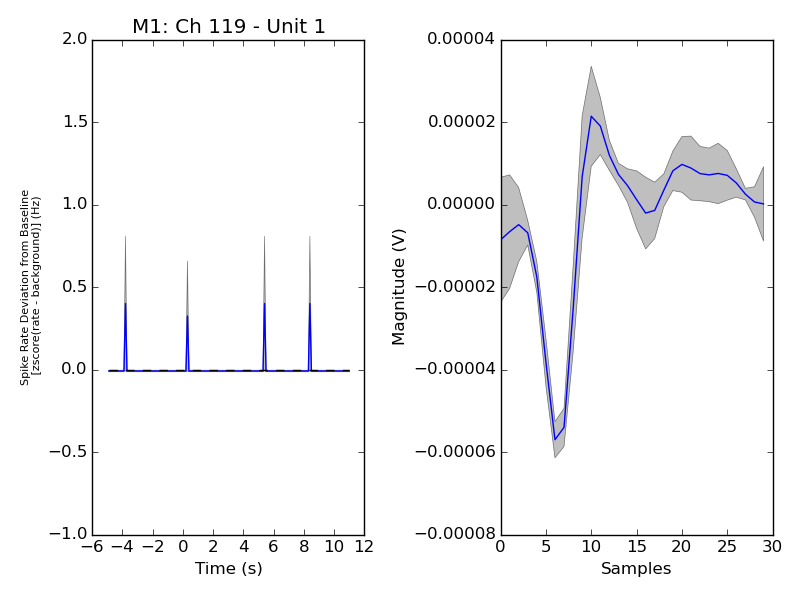 M1: Ch 119 - Unit 1
2.0
1.5
1.0
0.5
0.0
−0.5
−1.0
−6 −4 −2 0 2 4 6 8 10 12
Time (s)
Spike Rate Deviation from Baseline
[zscore(rate - background)] (Hz)
0.00004
0.00002
0.00000
−0.00002
−0.00004
−0.00006
−0.00008
0 5 10 15 20 25 30
Samples
Magnitude (V)